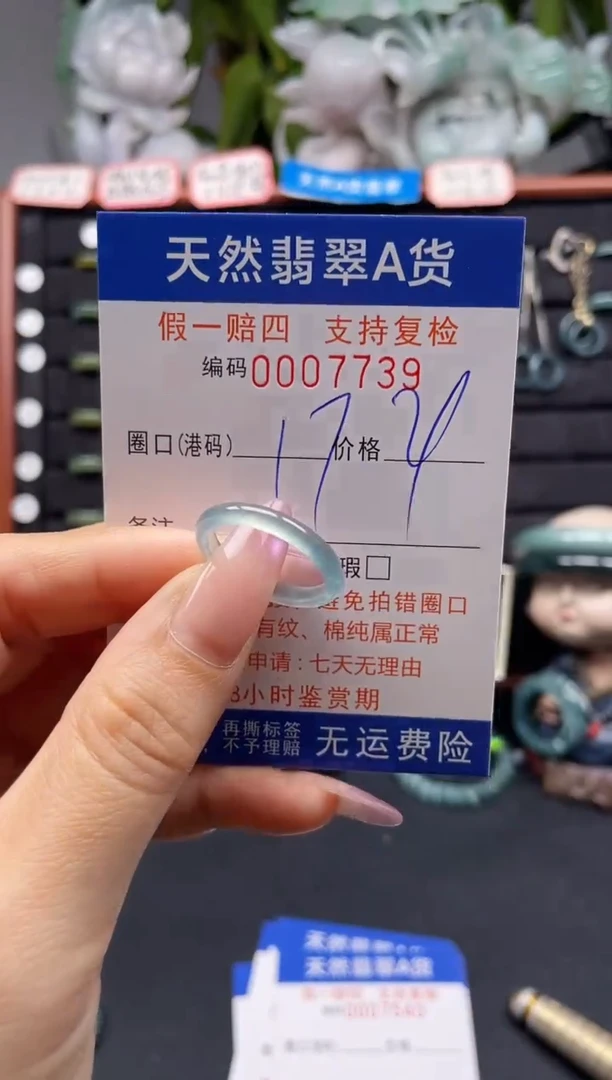 天然翡翠A货
假一赔四 支持复检
编码0007739
圈口(港码) 价格
174
备注
瑕□
避免拍错圈口
有纹、棉纯属正常
申请:七天无理由
8小时鉴赏期
再撕标签
不予理赔 无运费险
天然翡翠A货